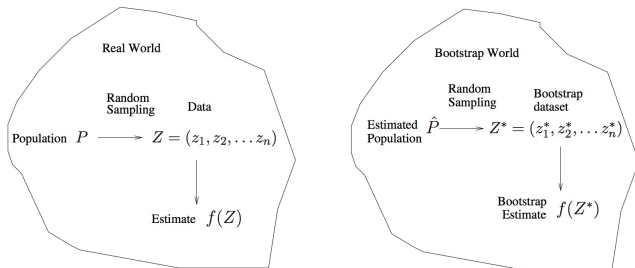 Real World
Random
Sampling
Data
Population P
Z = (z₁, z₂, . . . zₙ)
Estimate f(Z)
Bootstrap World
Random
Sampling
Bootstrap
dataset
Estimated
Population
P̂
Z* = (z₁*, z₂*, . . . zₙ*)
Bootstrap
Estimate
f(Z*)